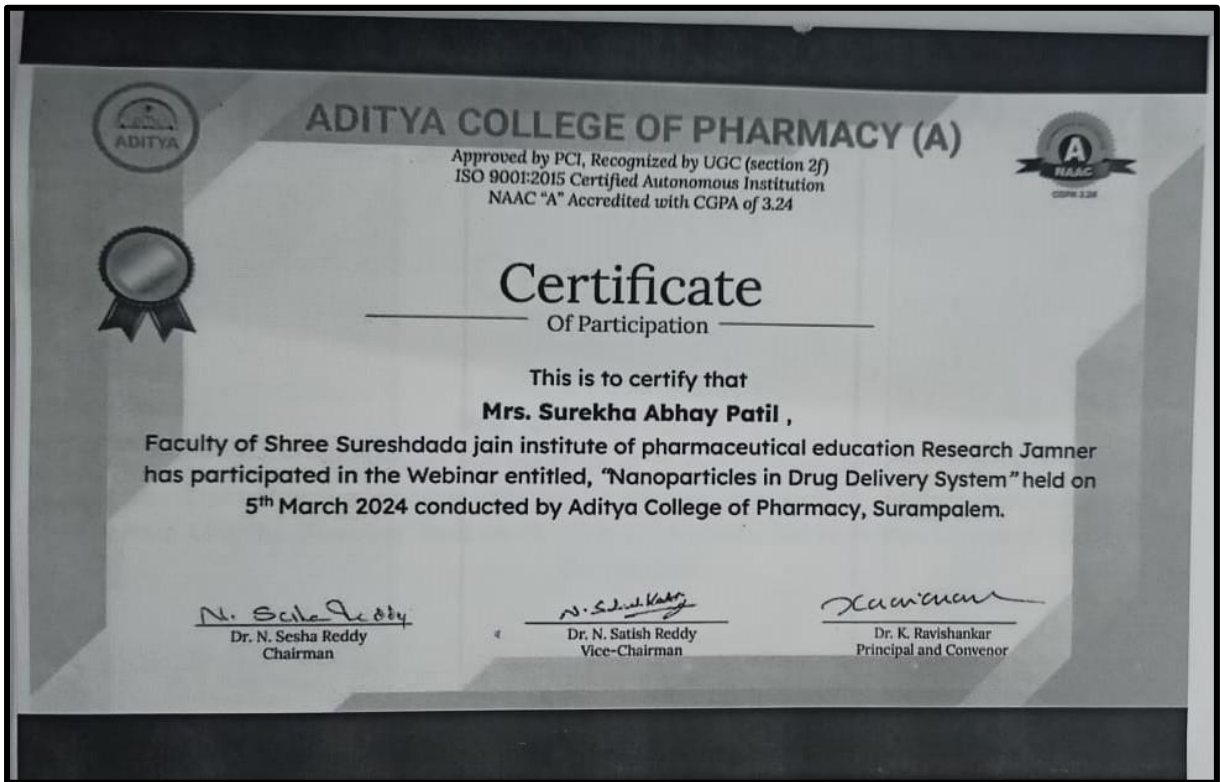 ADITYA
ADITYA COLLEGE OF PHARMACY (A)
Approved by PCI, Recognized by UGC (section 2f)
ISO 9001:2015 Certified Autonomous Institution
NAAC "A" Accredited with CGPA of 3.24
A
NAAC
CGPA 3.24
Certificate
Of Participation
This is to certify that
Mrs. Surekha Abhay Patil ,
Faculty of Shree Sureshdada jain institute of pharmaceutical education Research Jamner
has participated in the Webinar entitled, "Nanoparticles in Drug Delivery System" held on
5th March 2024 conducted by Aditya College of Pharmacy, Surampalem.
Dr. N. Sesha Reddy
Chairman
Dr. N. Satish Reddy
Vice-Chairman
Dr. K. Ravishankar
Principal and Convenor